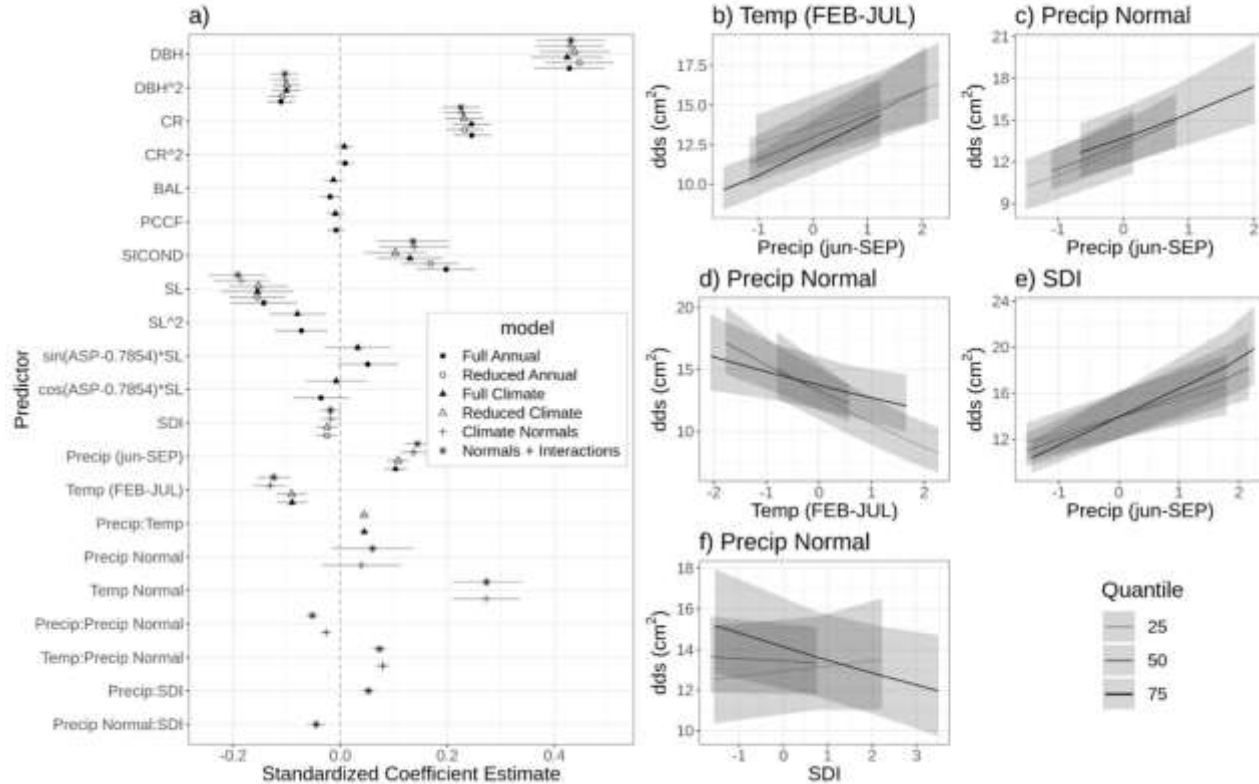 a)
DBH
DBH^2
CR
CR^2
BAL
PCCF
SICOND
SL
SL^2
sin(ASP-0.7854)*SL
cos(ASP-0.7854)*SL
SDI
Precip (jun-SEP)
Temp (FEB-JUL)
Precip:Temp
Precip Normal
Temp Normal
Precip:Precip Normal
Temp:Precip Normal
Precip:SDI
Precip Normal:SDI
Predictor
-0.2 0.0 0.2 0.4
Standardized Coefficient Estimate
model
Full Annual
Reduced Annual
Full Climate
Reduced Climate
Climate Normals
Normals + Interactions
b) Temp (FEB-JUL)
dds (cm²)
17.5
15.0
12.5
10.0
-1 0 1 2
Precip (jun-SEP)
c) Precip Normal
dds (cm²)
21
18
15
12
9
-1 0 1 2
Precip (jun-SEP)
d) Precip Normal
dds (cm²)
20
15
10
-2 -1 0 1 2
Temp (FEB-JUL)
e) SDI
dds (cm²)
24
20
16
12
-1 0 1 2
Precip (jun-SEP)
f) Precip Normal
dds (cm²)
18
16
14
12
10
-1 0 1 2 3
SDI
Quantile
25
50
75